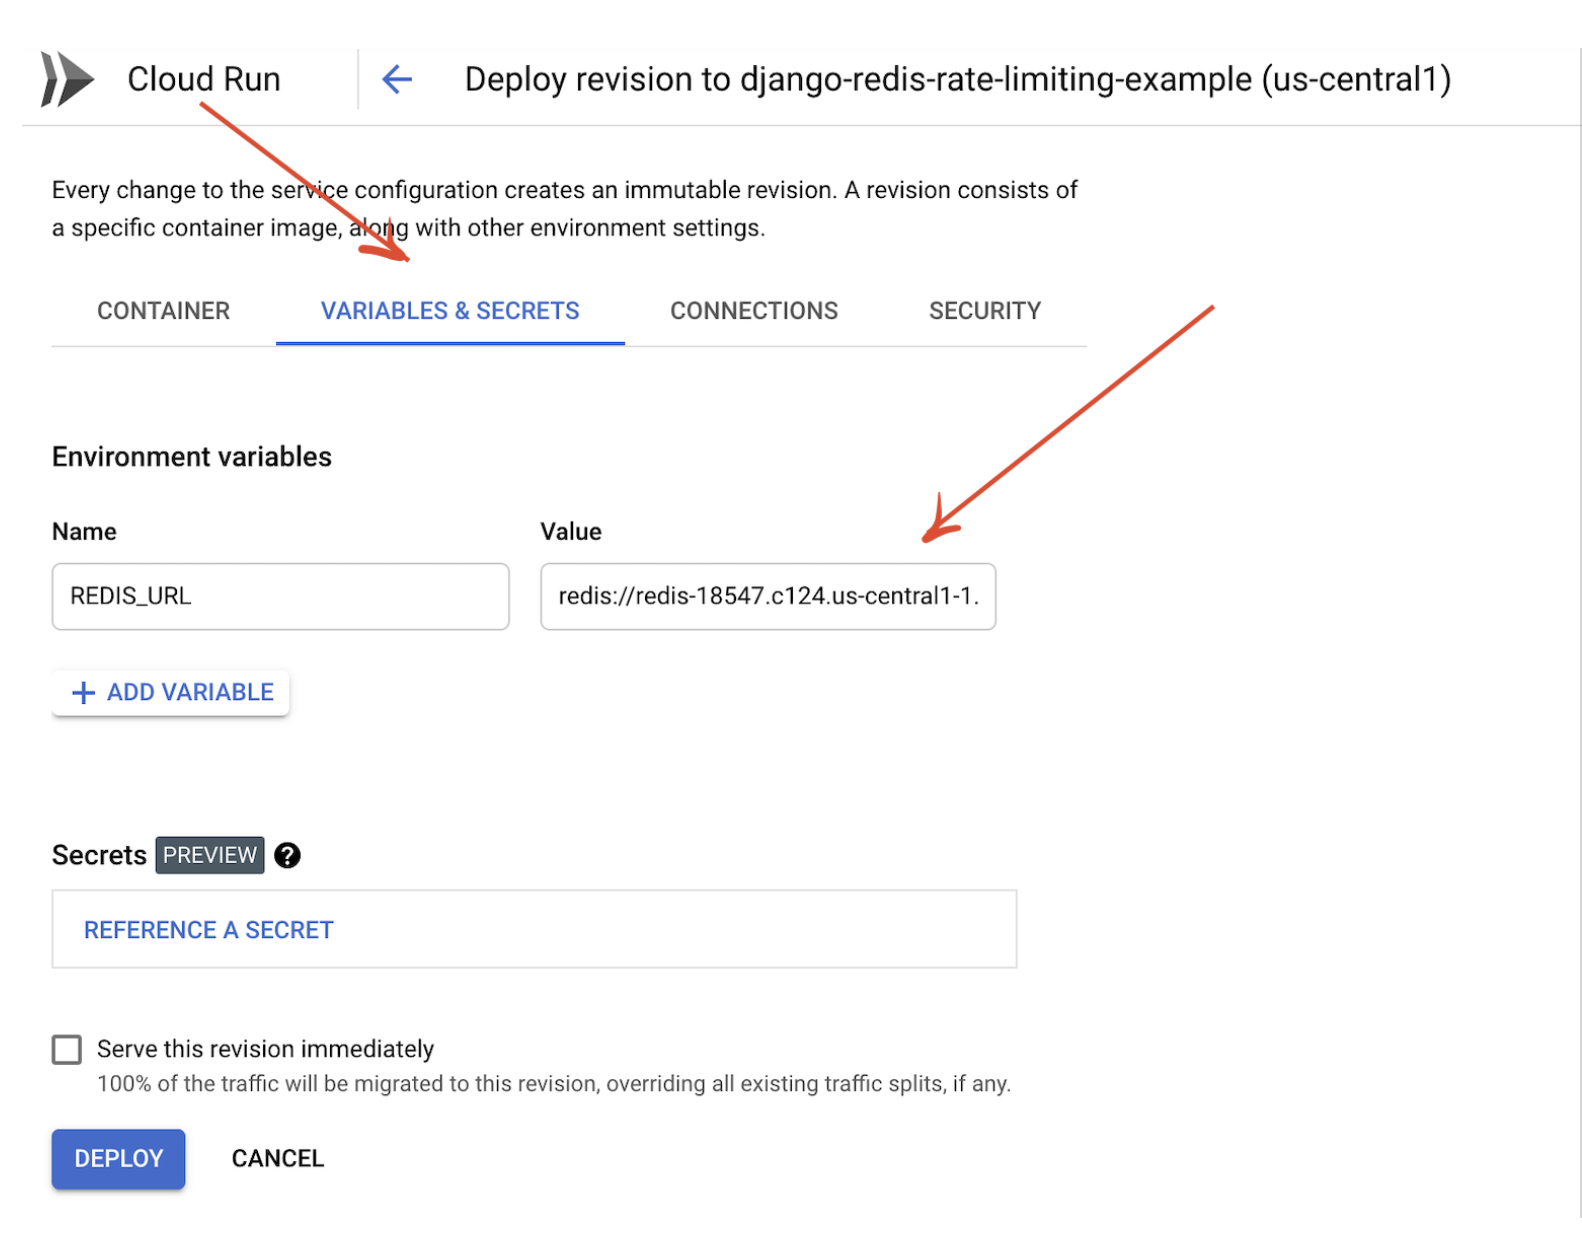 Cloud Run
Deploy revision to django-redis-rate-limiting-example (us-central1)
Every change to the service configuration creates an immutable revision. A revision consists of
a specific container image, along with other environment settings.
CONTAINER
VARIABLES & SECRETS
CONNECTIONS
SECURITY
Environment variables
Name
Value
REDIS_URL
redis://redis-18547.c124.us-central1-1.
+ ADD VARIABLE
Secrets PREVIEW ?
REFERENCE A SECRET
Serve this revision immediately
100% of the traffic will be migrated to this revision, overriding all existing traffic splits, if any.
DEPLOY
CANCEL